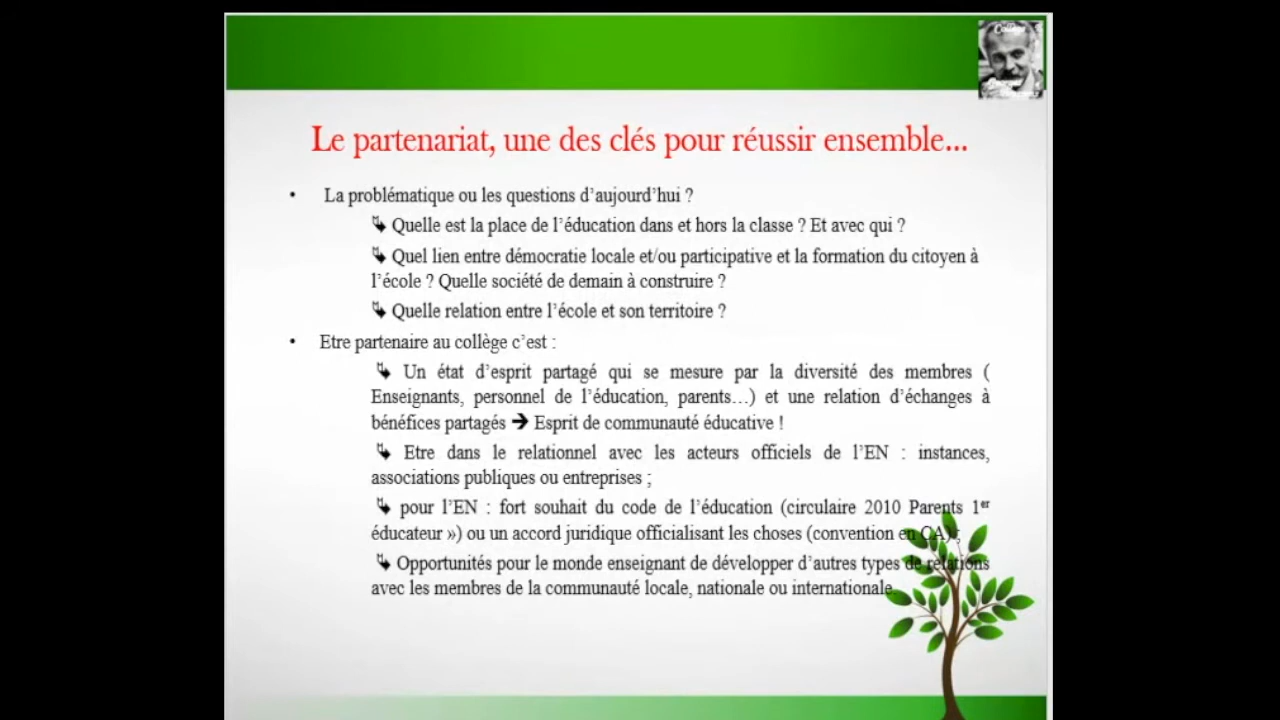 Le partenariat, une des clés pour réussir ensemble...
• La problématique ou les questions d'aujourd'hui ?
Quelle est la place de l'éducation dans et hors la classe ? Et avec qui ?
Quel lien entre démocratie locale et/ou participative et la formation du citoyen à
l'école ? Quelle société de demain à construire ?
Quelle relation entre l'école et son territoire ?
• Etre partenaire au collège c'est :
Un état d'esprit partagé qui se mesure par la diversité des membres (
Enseignants, personnel de l'éducation, parents…) et une relation d'échanges à
bénéfices partagés ➔ Esprit de communauté éducative !
Etre dans le relationnel avec les acteurs officiels de l'EN : instances,
associations publiques ou entreprises ;
pour l'EN : fort souhait du code de l'éducation (circulaire 2010 Parents 1er
éducateur ») ou un accord juridique officialisant les choses (convention en CA) ;
Opportunités pour le monde enseignant de développer d'autres types de relations
avec les membres de la communauté locale, nationale ou internationale.